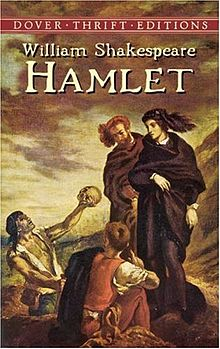 DOVER · THRIFT · EDITIONS
William Shakespeare
HAMLET